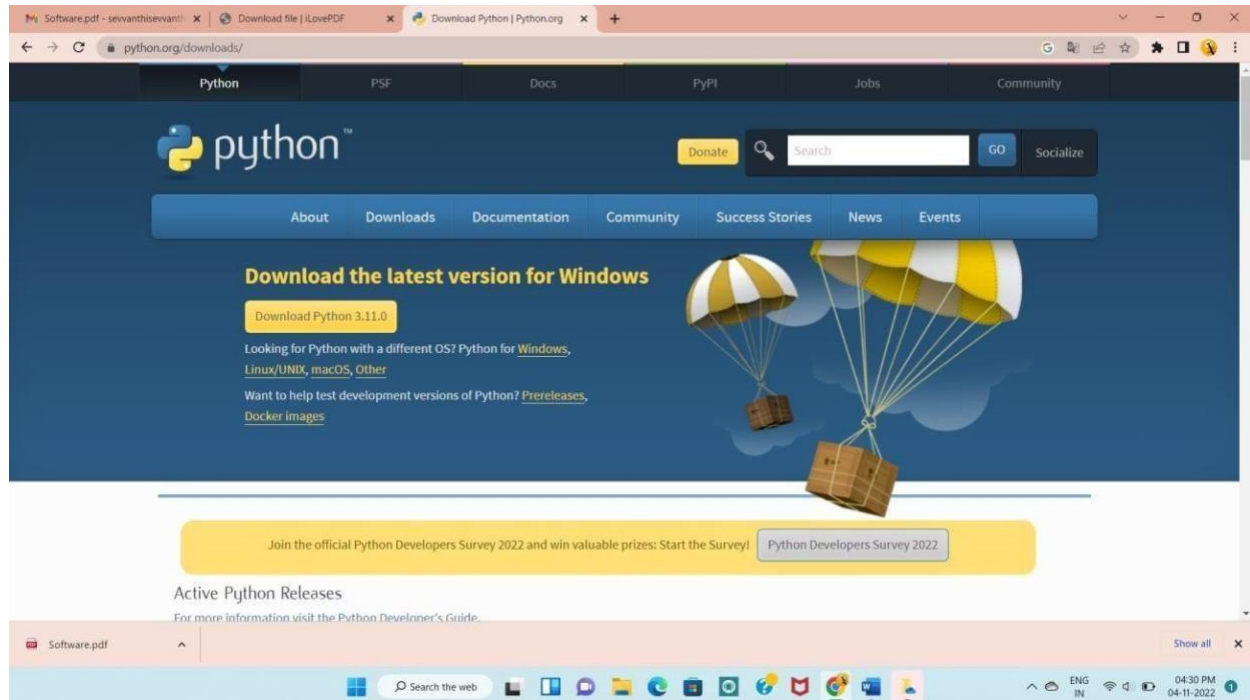 Software.pdf - sevvanthisevvanth
Download file | iLovePDF
Download Python | Python.org
python.org/downloads/
Python PSF Docs PyPI Jobs Community
python™
Donate Search GO Socialize
About Downloads Documentation Community Success Stories News Events
Download the latest version for Windows
Download Python 3.11.0
Looking for Python with a different OS? Python for Windows,
Linux/UNIX, macOS, Other
Want to help test development versions of Python? Prereleases,
Docker images
Join the official Python Developers Survey 2022 and win valuable prizes: Start the Survey! Python Developers Survey 2022
Active Python Releases
For more information visit the Python Developer's Guide.
Software.pdf Show all
Search the web
ENG
IN
04:30 PM
04-11-2022
1